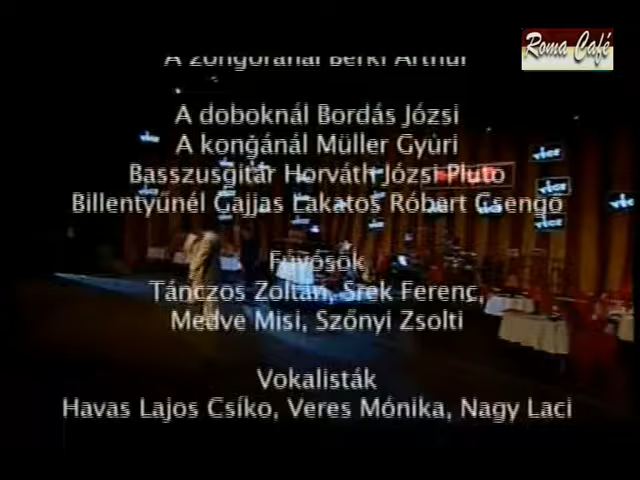 Roma Café
A zongoránál Berki Arthur
A doboknál Bordás Józsi
A kongánál Müller Gyuri
Basszusgitár Horváth Józsi Pluto
Billentyűnél Gajjas Lakatos Róbert Csengő
Fúvósok
Tánczos Zoltán, Srek Ferenc,
Medve Misi, Szőnyi Zsolti
Vokalisták
Havas Lajos Csíko, Veres Mónika, Nagy Laci